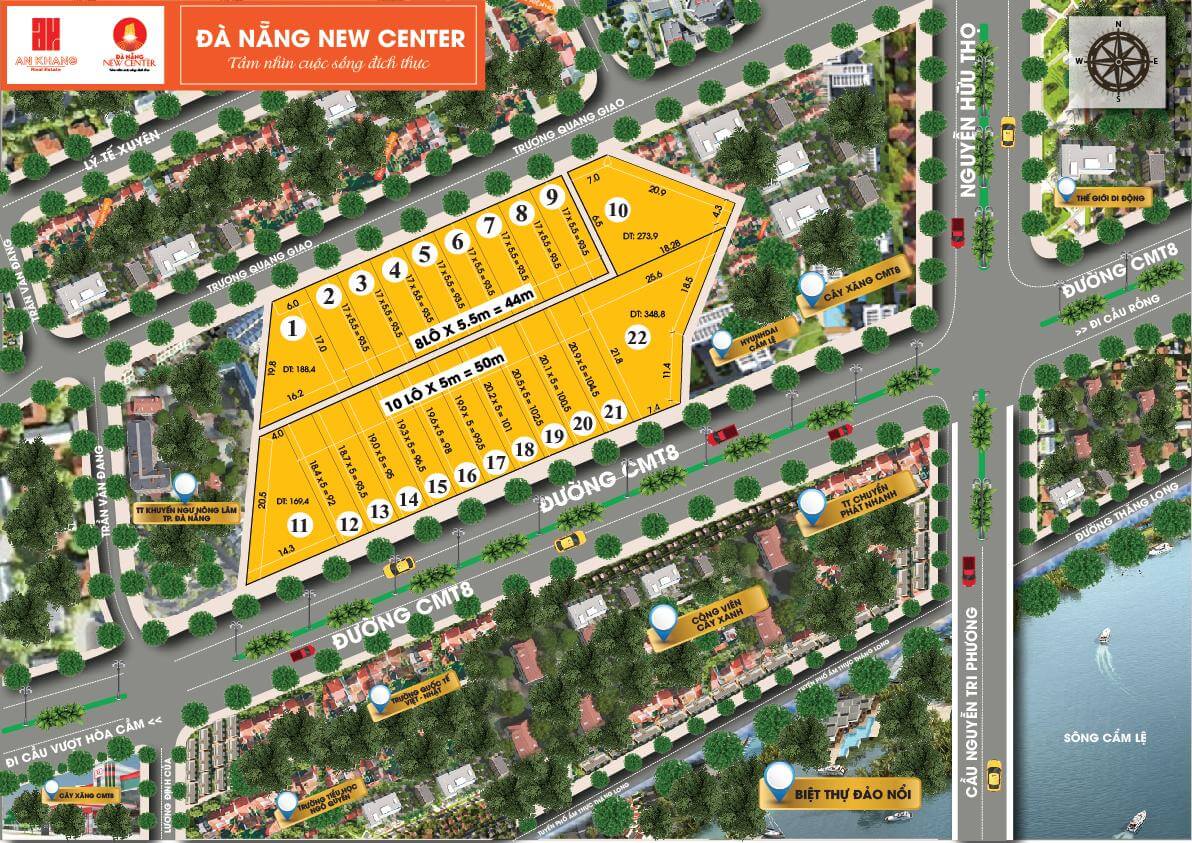 AN KHANG
Real Estate
ĐÀ NẴNG
NEW CENTER
Tầm nhìn cuộc sống đích thực
ĐÀ NẴNG NEW CENTER
Tầm nhìn cuộc sống đích thực
N
W
E
S
NGUYỄN HỮU THỌ
LÝ TẾ XUYÊN
TRƯƠNG QUANG GIAO
TRƯƠNG QUANG GIAO
TRẦN VĂN ĐANG
TRẦN VĂN ĐANG
THẾ GIỚI DI ĐỘNG
ĐƯỜNG CMT8
>> ĐI CẦU RỒNG
CÂY XĂNG CMT8
HYUNHDAI
CẨM LỆ
1
2
3
4
5
6
7
8
9
10
6.0
17.0
19.8
DT: 188,4
16.2
17 x 5.5 = 93.5
17 x 5.5 = 93.5
17 x 5.5 = 93.5
17 x 5.5 = 93.5
17 x 5.5 = 93.5
17 x 5.5 = 93.5
17 x 5.5 = 93.5
17 x 5.5 = 93.5
7.0
20.9
4.3
6.5
DT: 273,9
18.28
8LÔ X 5.5m = 44m
10 LÔ X 5m = 50m
4.0
20.5
DT: 169,4
14.3
18.4 x 5 = 92
18.7 x 5 = 93.5
19.0 x 5 = 95
19.3 x 5 = 96.5
19.6 x 5 = 98
19.9 x 5 = 99.5
20.2 x 5 = 101
20.5 x 5 = 102.5
20.1 x 5 = 100.5
20.9 x 5 = 104.5
25.6
18.5
DT: 348,8
21.8
11.4
7.4
11
12
13
14
15
16
17
18
19
20
21
22
TT KHUYẾN NGƯ NÔNG LÂM
TP. ĐÀ NẴNG
ĐƯỜNG CMT8
ĐƯỜNG CMT8
TT CHUYỂN
PHÁT NHANH
CÔNG VIÊN
CÂY XANH
TRƯỜNG QUỐC TẾ
VIỆT - NHẬT
ĐƯỜNG THĂNG LONG
CẦU NGUYỄN TRI PHƯƠNG
TUYẾN PHỐ ẨM THỰC THĂNG LONG
TUYẾN PHỐ ẨM THỰC THĂNG LONG
SÔNG CẨM LỆ
BIỆT THỰ ĐẢO NỔI
ĐI CẦU VƯỢT HÒA CẦM <<
CÂY XĂNG CMT8
LƯƠNG ĐỊNH CỦA
TRƯỜNG TIỂU HỌC
NGÔ QUYỀN